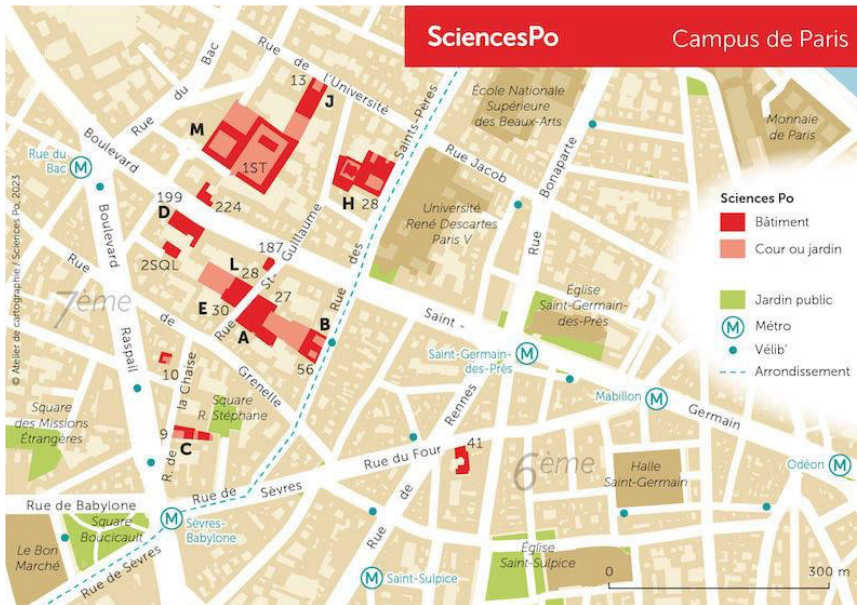 SciencesPo
Campus de Paris
Rue de l'Université
Rue du Bac
13
J
École Nationale
Supérieure
des Beaux-Arts
Monnaie
de Paris
M
1ST
Saints-Pères
Rue Jacob
Bonaparte
Boulevard
Rue du
Bac
M
199
D
224
H
28
Sciences Po
Bâtiment
Cour ou jardin
Jardin public
M
Métro
Vélib'
Arrondissement
Université
René Descartes
Paris V
Rue
Guillaume
St-
Rue
187
L
28
2SQL
27
E
30
A
B
56
Rue des
Boulevard
Raspail
7ème
Rue
de
Grenelle
Église
Saint-Germain-
des-Prés
Saint-
Germain
Saint-Germain-
des-Prés
M
Mabillon
M
Odéon
M
10
R. de la Chaise
Square
R. Stéphane
Square
des Missions
Étrangères
9
C
Rue du Four
Rue de Rennes
41
6ème
Halle
Saint-Germain
Rue de Sèvres
Rue de Babylone
M
Sèvres-
Babylone
Square
Boucicault
Le Bon
Marché
Rue de Sèvres
M
Saint-Sulpice
Église
Saint-Sulpice
0
300 m
© Atelier de cartographie / Sciences Po, 2023